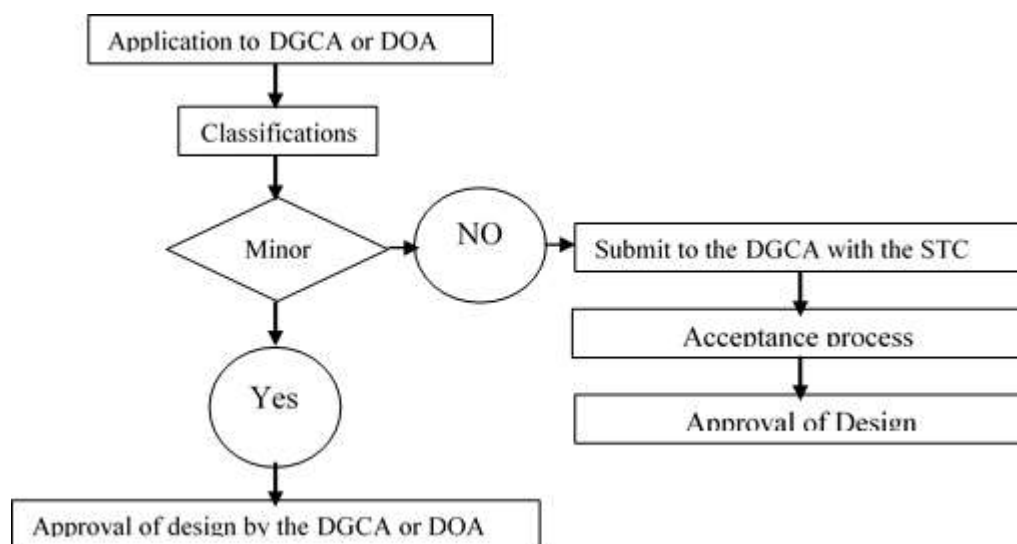 Application to DGCA or DOA
Classifications
Minor
NO
Submit to the DGCA with the STC
Acceptance process
Approval of Design
Yes
Approval of design by the DGCA or DOA